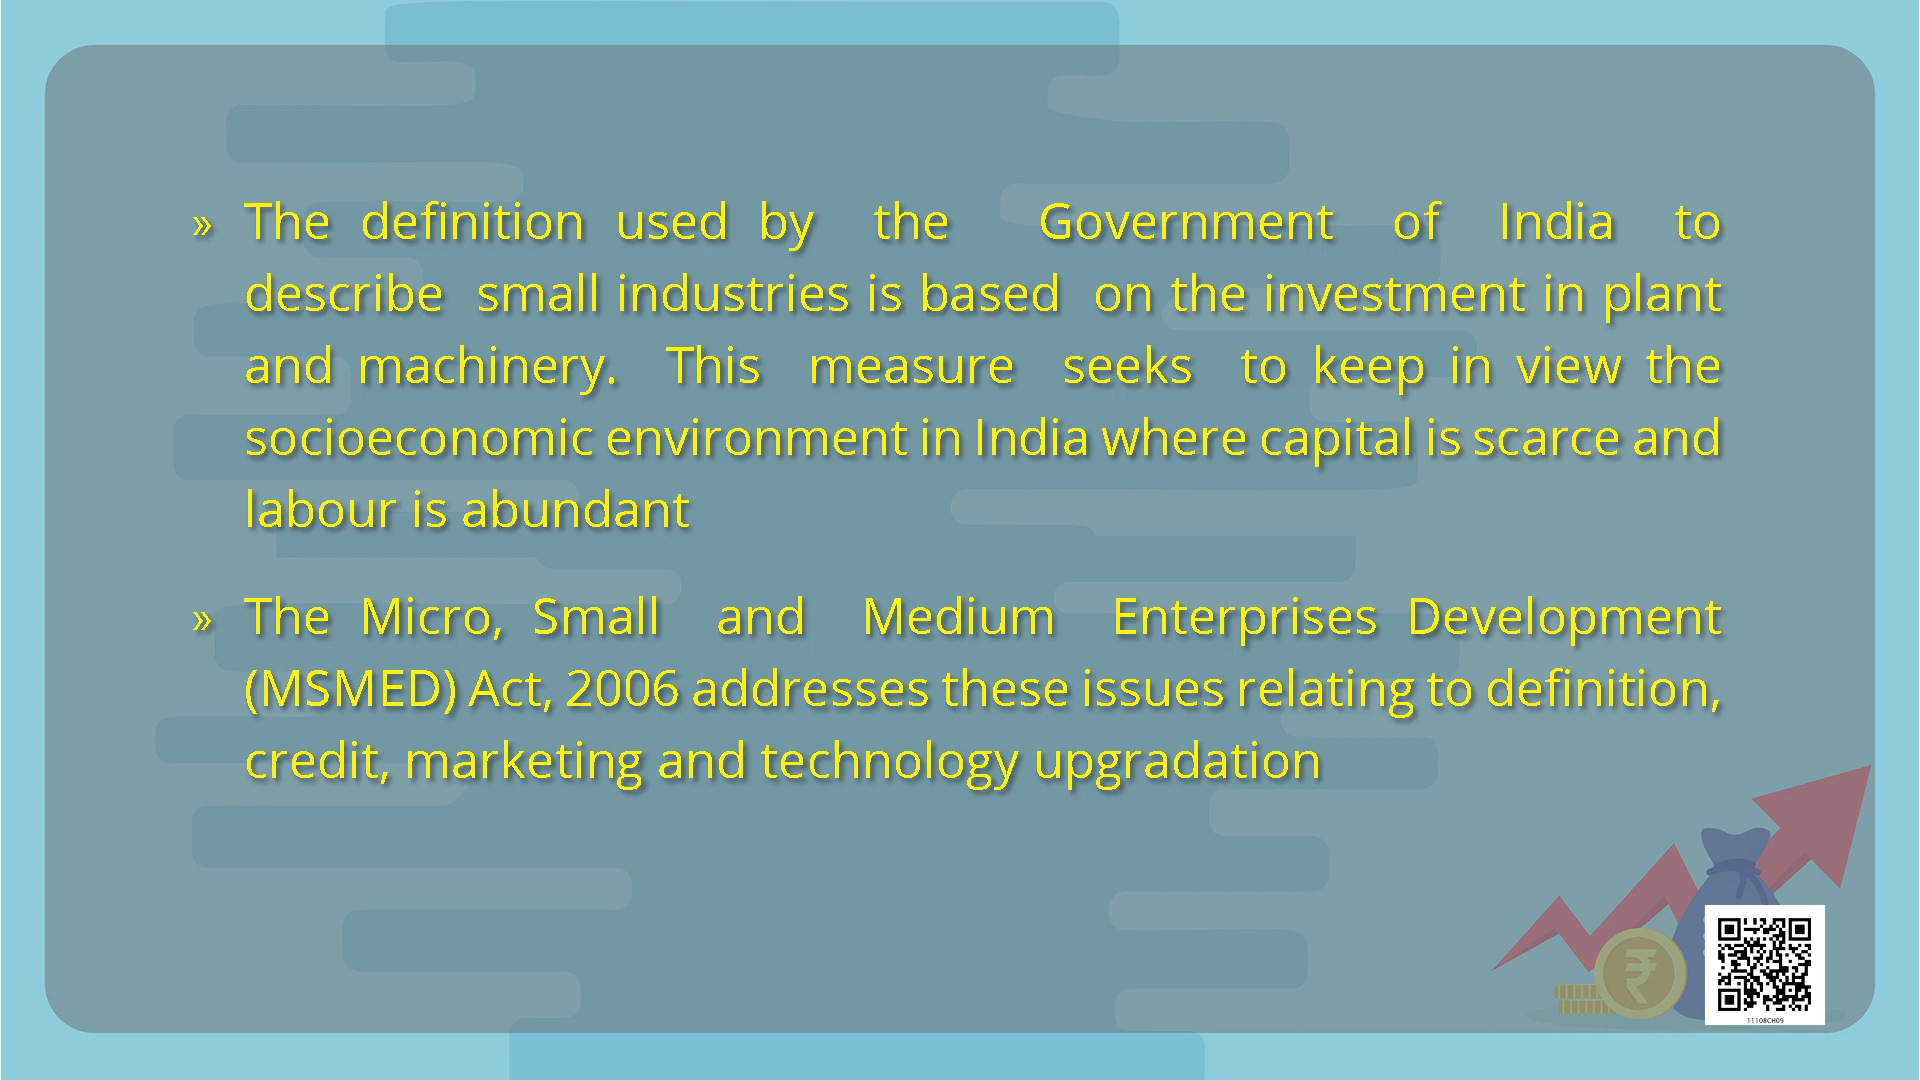 » The definition used by the Government of India to
describe small industries is based on the investment in plant
and machinery. This measure seeks to keep in view the
socioeconomic environment in India where capital is scarce and
labour is abundant
» The Micro, Small and Medium Enterprises Development
(MSMED) Act, 2006 addresses these issues relating to definition,
credit, marketing and technology upgradation
₹
11108CH09